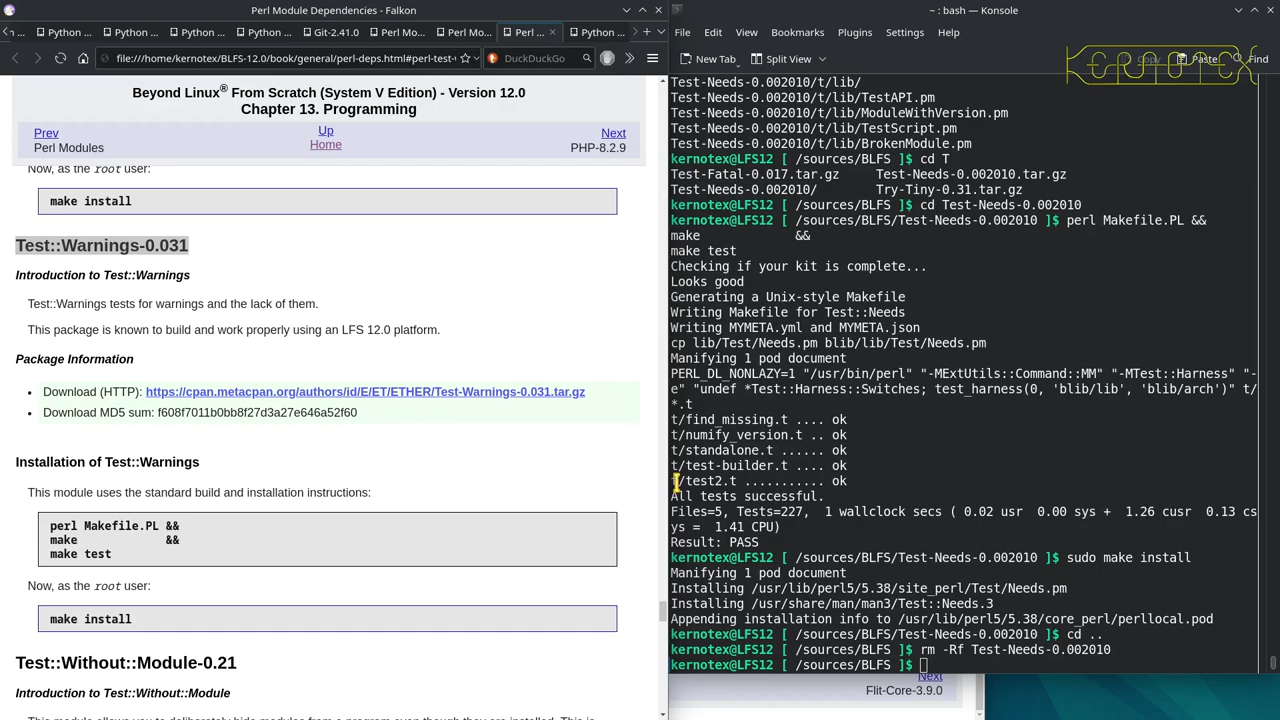 Perl Module Dependencies - Falkon
Python ...
Python ...
Python ...
Python ...
Git-2.41.0
Perl Mo...
Perl Mo...
Perl ...
Python ...
file:///home/kernotex/BLFS-12.0/book/general/perl-deps.html#perl-test-v
DuckDuckGo
Beyond Linux® From Scratch (System V Edition) - Version 12.0
Chapter 13. Programming
Prev
Up
Next
Perl Modules
Home
PHP-8.2.9
Now, as the root user:
make install
Test::Warnings-0.031
Introduction to Test::Warnings
Test::Warnings tests for warnings and the lack of them.
This package is known to build and work properly using an LFS 12.0 platform.
Package Information
• Download (HTTP): https://cpan.metacpan.org/authors/id/E/ET/ETHER/Test-Warnings-0.031.tar.gz
• Download MD5 sum: f608f7011b0bb8f27d3a27e646a52f60
Installation of Test::Warnings
This module uses the standard build and installation instructions:
perl Makefile.PL &&
make             &&
make test
Now, as the root user:
make install
Test::Without::Module-0.21
Introduction to Test::Without::Module
~ : bash — Konsole
File Edit View Bookmarks Plugins Settings Help
New Tab Split View Copy Paste Find
KERNOTEX
Test-Needs-0.002010/t/lib/
Test-Needs-0.002010/t/lib/TestAPI.pm
Test-Needs-0.002010/t/lib/ModuleWithVersion.pm
Test-Needs-0.002010/t/lib/TestScript.pm
Test-Needs-0.002010/t/lib/BrokenModule.pm
kernotex@LFS12 [ /sources/BLFS ]$ cd T
Test-Fatal-0.017.tar.gz     Test-Needs-0.002010.tar.gz
Test-Needs-0.002010/        Try-Tiny-0.31.tar.gz
kernotex@LFS12 [ /sources/BLFS ]$ cd Test-Needs-0.002010
kernotex@LFS12 [ /sources/BLFS/Test-Needs-0.002010 ]$ perl Makefile.PL &&
make             &&
make test
Checking if your kit is complete...
Looks good
Generating a Unix-style Makefile
Writing Makefile for Test::Needs
Writing MYMETA.yml and MYMETA.json
cp lib/Test/Needs.pm blib/lib/Test/Needs.pm
Manifying 1 pod document
PERL_DL_NONLAZY=1 "/usr/bin/perl" "-MExtUtils::Command::MM" "-MTest::Harness" "-
e" "undef *Test::Harness::Switches; test_harness(0, 'blib/lib', 'blib/arch')" t/
*.t
t/find_missing.t .... ok
t/numify_version.t .. ok
t/standalone.t ...... ok
t/test-builder.t .... ok
t/test2.t ........... ok
All tests successful.
Files=5, Tests=227,  1 wallclock secs ( 0.02 usr  0.00 sys +  1.26 cusr  0.13 cs
ys =  1.41 CPU)
Result: PASS
kernotex@LFS12 [ /sources/BLFS/Test-Needs-0.002010 ]$ sudo make install
Manifying 1 pod document
Installing /usr/lib/perl5/5.38/site_perl/Test/Needs.pm
Installing /usr/share/man/man3/Test::Needs.3
Appending installation info to /usr/lib/perl5/5.38/core_perl/perllocal.pod
kernotex@LFS12 [ /sources/BLFS/Test-Needs-0.002010 ]$ cd ..
kernotex@LFS12 [ /sources/BLFS ]$ rm -Rf Test-Needs-0.002010
kernotex@LFS12 [ /sources/BLFS ]$
Next
Flit-Core-3.9.0